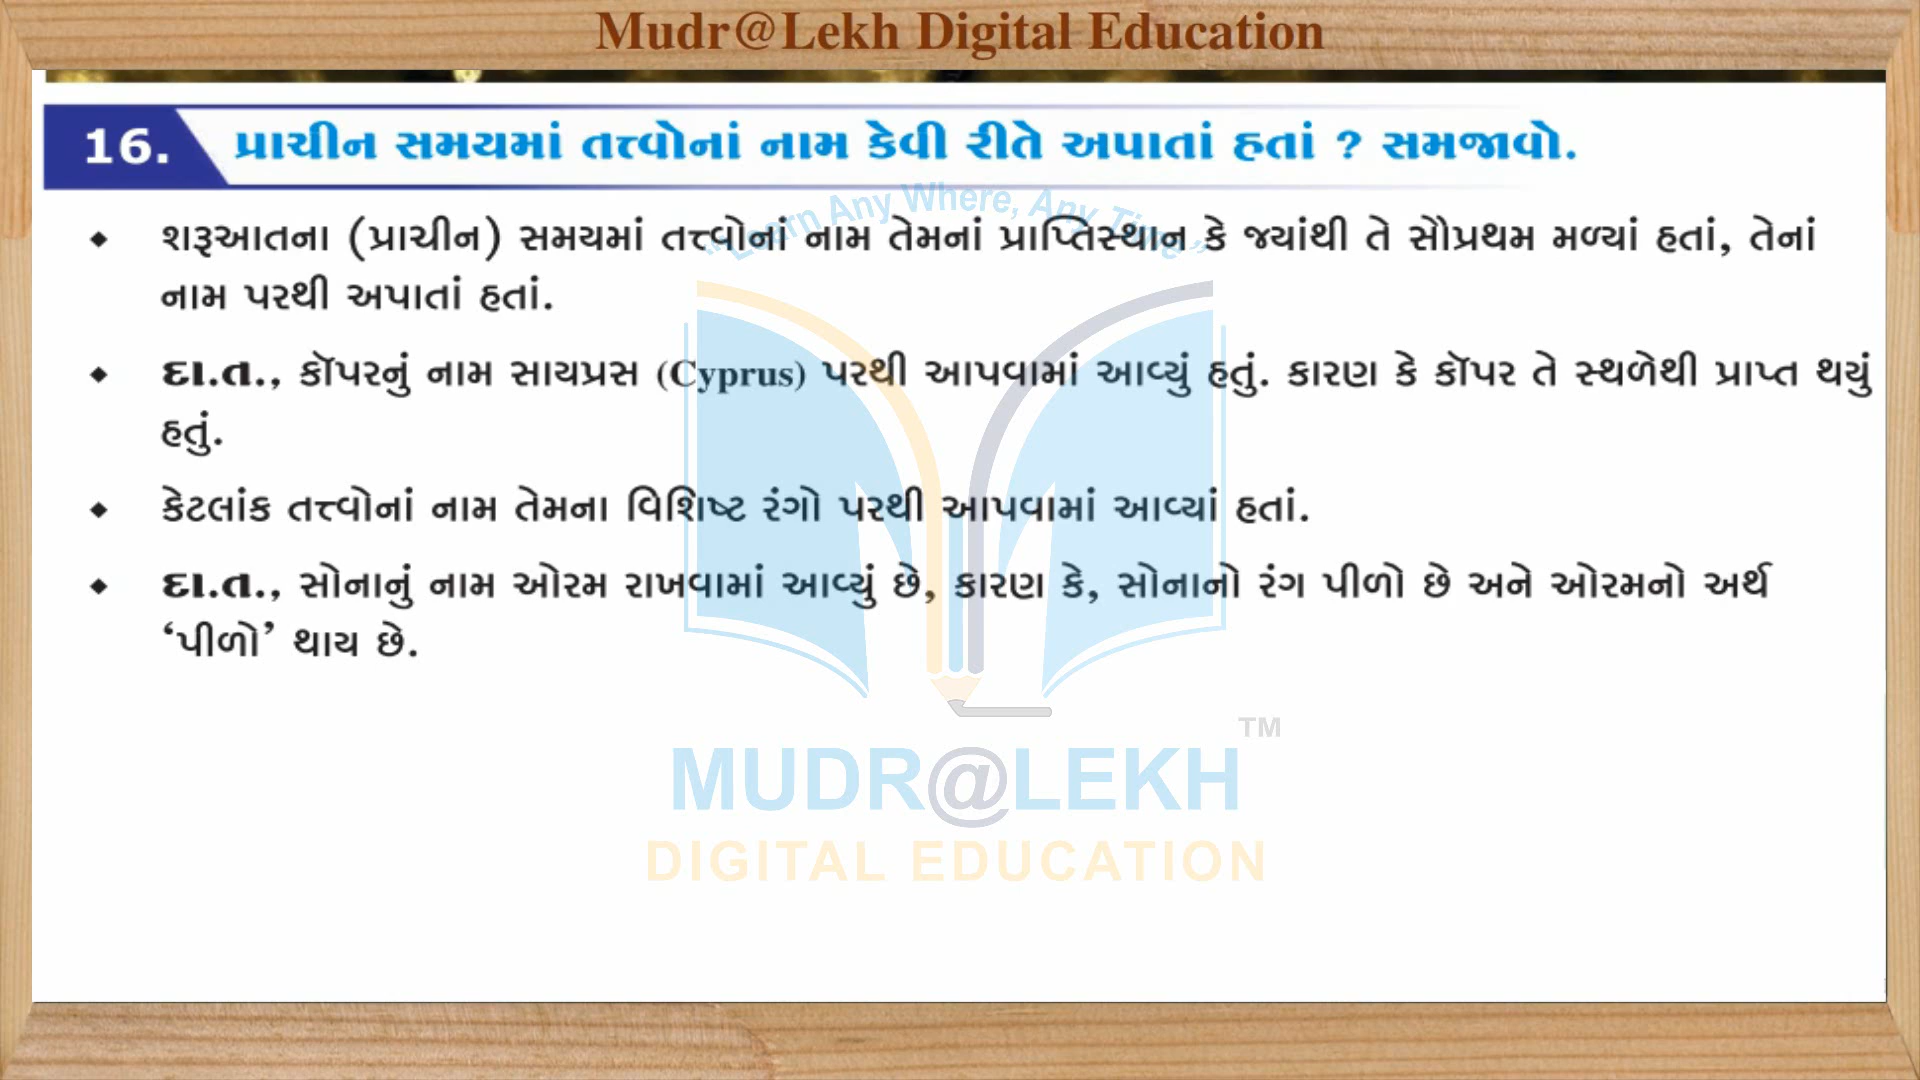 Mudr@Lekh Digital Education
16. પ્રાચીન સમયમાં તત્ત્વોનાં નામ કેવી રીતે અપાતાં હતાં ? સમજાવો.
"Learn Any Where, Any Time"
શરૂઆતના (પ્રાચીન) સમયમાં તત્ત્વોનાં નામ તેમનાં પ્રાપ્તિસ્થાન કે જ્યાંથી તે સૌપ્રથમ મળ્યાં હતાં, તેનાં
નામ પરથી અપાતાં હતાં.
દા.ત., કૉપરનું નામ સાયપ્રસ (Cyprus) પરથી આપવામાં આવ્યું હતું. કારણ કે કૉપર તે સ્થળેથી પ્રાપ્ત થયું
હતું.
કેટલાંક તત્ત્વોનાં નામ તેમના વિશિષ્ટ રંગો પરથી આપવામાં આવ્યાં હતાં.
દા.ત., સોનાનું નામ ઓરમ રાખવામાં આવ્યું છે, કારણ કે, સોનાનો રંગ પીળો છે અને ઓરમનો અર્થ
‘પીળો’ થાય છે.
TM
MUDR@LEKH
DIGITAL EDUCATION